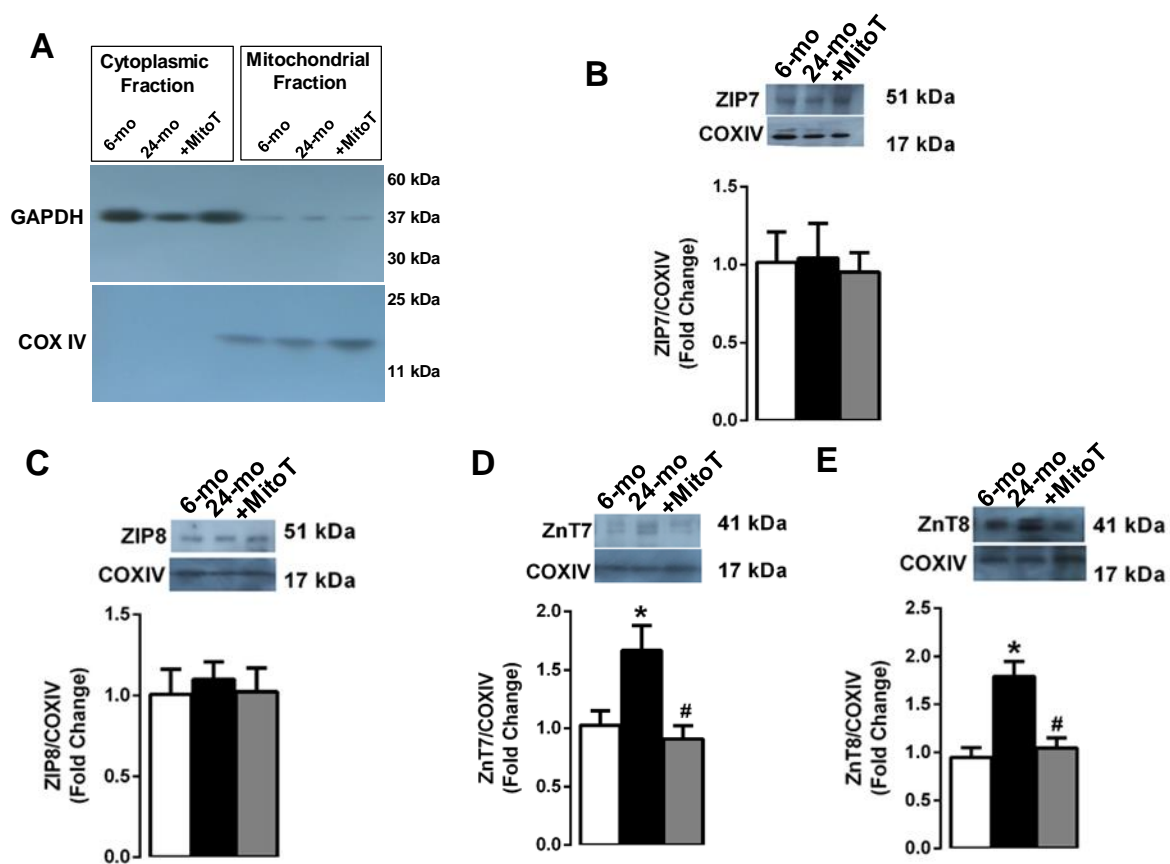 A
Cytoplasmic
Fraction
Mitochondrial
Fraction
6-mo
24-mo
+MitoT
6-mo
24-mo
+MitoT
60 kDa
GAPDH
37 kDa
30 kDa
25 kDa
COX IV
11 kDa
B
6-mo
24-mo
+MitoT
ZIP7
51 kDa
COXIV
17 kDa
1.5
1.0
0.5
0.0
ZIP7/COXIV
(Fold Change)
C
6-mo
24-mo
+MitoT
ZIP8
51 kDa
COXIV
17 kDa
1.5
1.0
0.5
0.0
ZIP8/COXIV
(Fold Change)
D
6-mo
24-mo
+MitoT
ZnT7
41 kDa
COXIV
17 kDa
2.0
1.5
1.0
0.5
0.0
ZnT7/COXIV
(Fold Change)
*
#
E
6-mo
24-mo
+MitoT
ZnT8
41 kDa
COXIV
17 kDa
2.5
2.0
1.5
1.0
0.5
0.0
ZnT8/COXIV
(Fold Change)
*
#